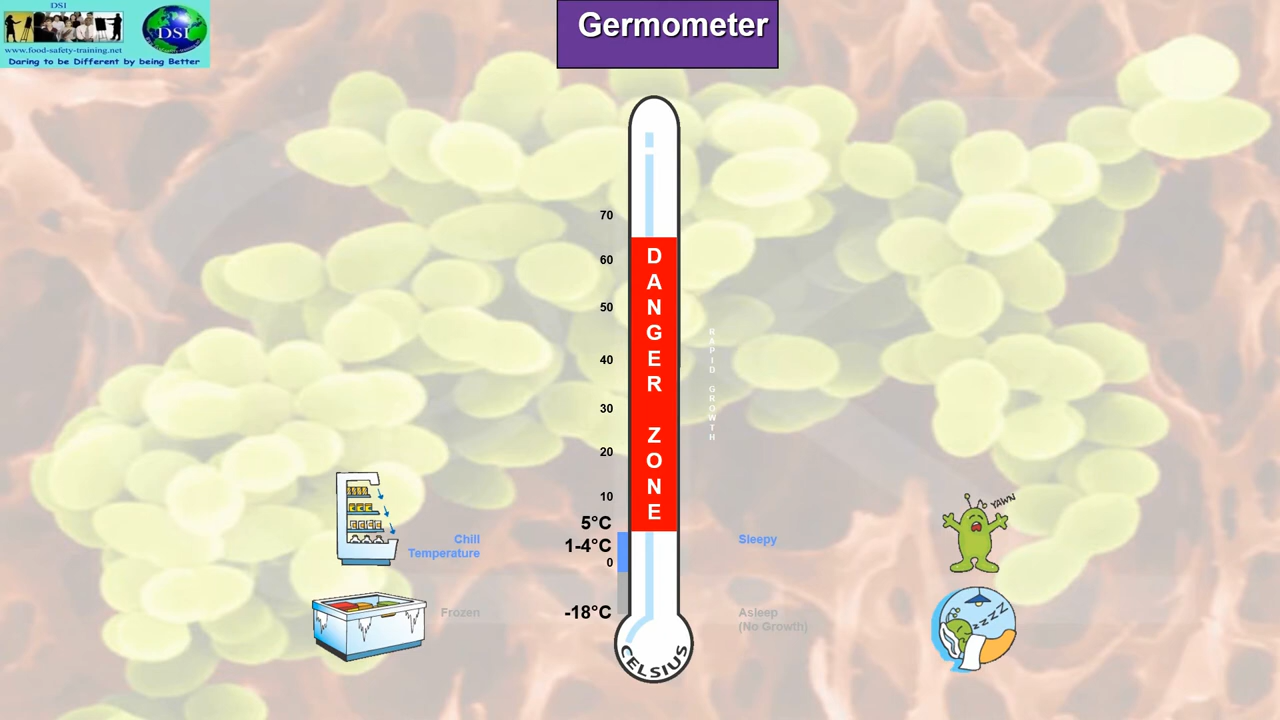 DSI
DSI
www.food-safety-training.net
Daring to be Different by being Better
Germometer
70
60
50
40
30
20
10
5°C
1-4°C
0
-18°C
DANGER ZONE
RAPID GROWTH
Chill
Temperature
Frozen
Sleepy
Asleep
(No Growth)
YAWN
zzzZZ
CELSIUS